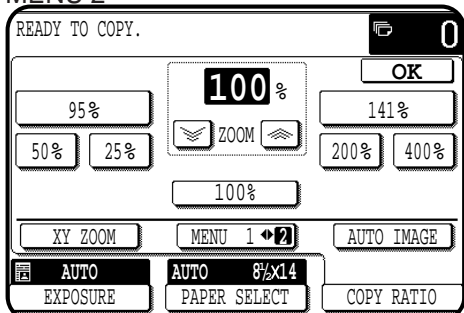 MENU 2
READY TO COPY. 0
OK
100 %
95% 141%
ZOOM
50% 25% 200% 400%
100%
XY ZOOM MENU 1 2 AUTO IMAGE
AUTO AUTO 8½x14
EXPOSURE PAPER SELECT COPY RATIO